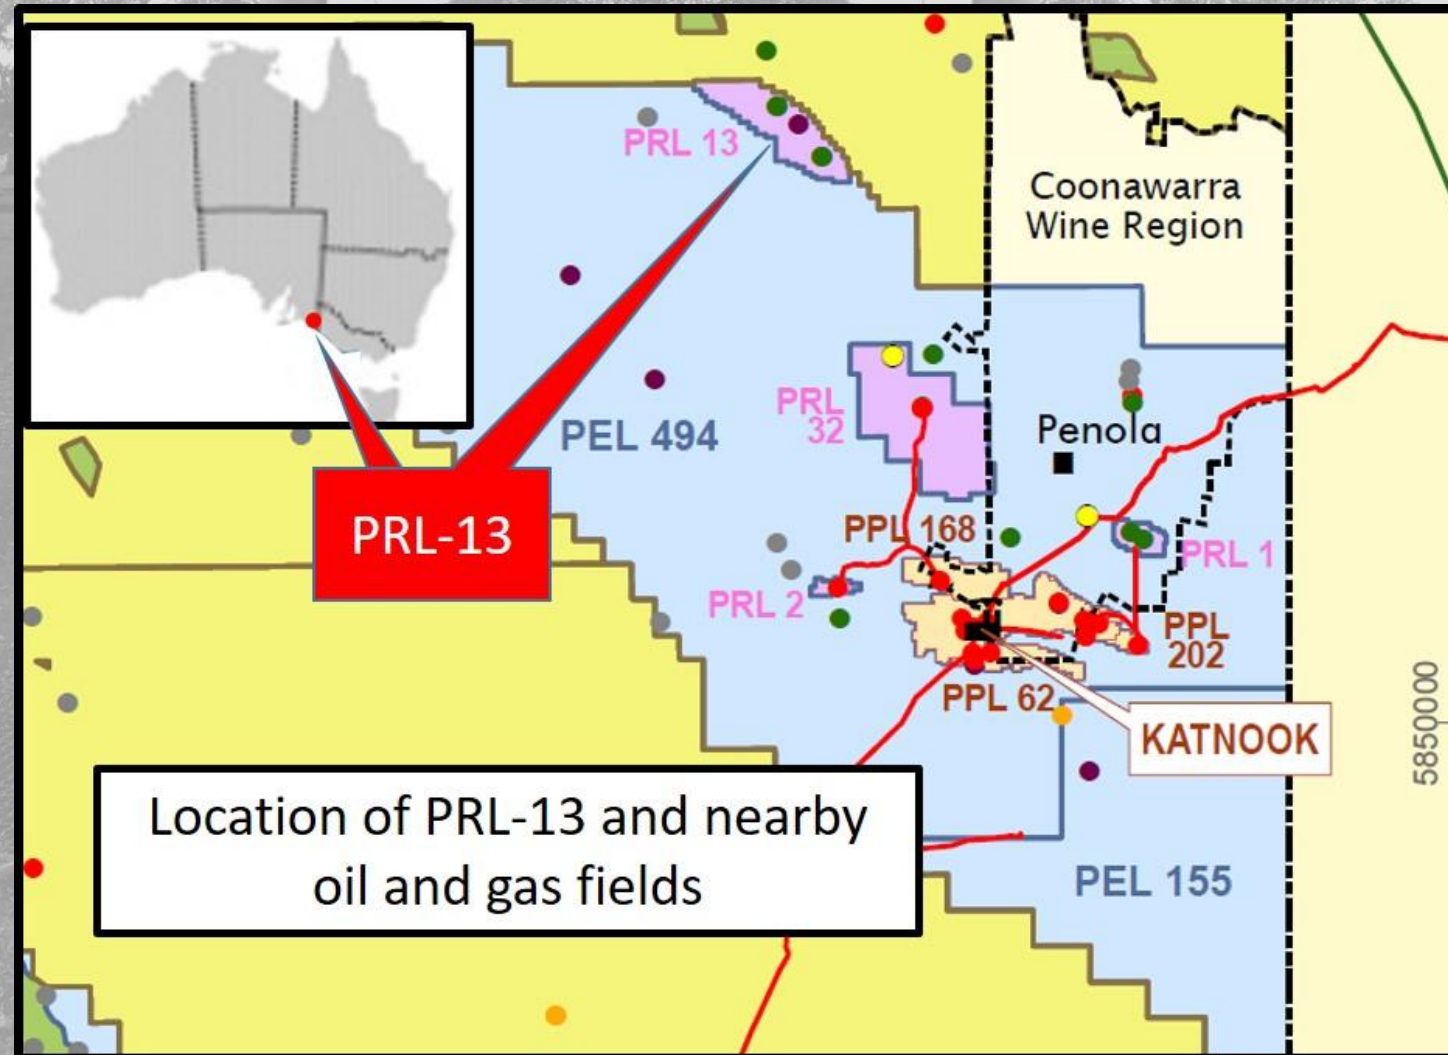 PRL 13
Coonawarra
Wine Region
PRL
32
PEL 494
Penola
PRL-13
PPL 168
PRL 1
PRL 2
PPL
202
PPL 62
KATNOOK
5850000
Location of PRL-13 and nearby
oil and gas fields
PEL 155